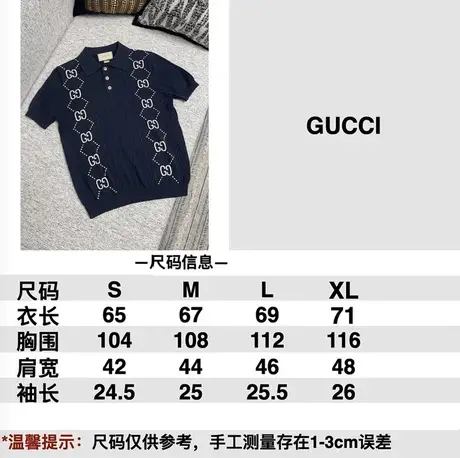 GUCCI
—尺码信息—
尺码 S M L XL
衣长 65 67 69 71
胸围 104 108 112 116
肩宽 42 44 46 48
袖长 24.5 25 25.5 26
*温馨提示：尺码仅供参考，手工测量存在1-3cm误差